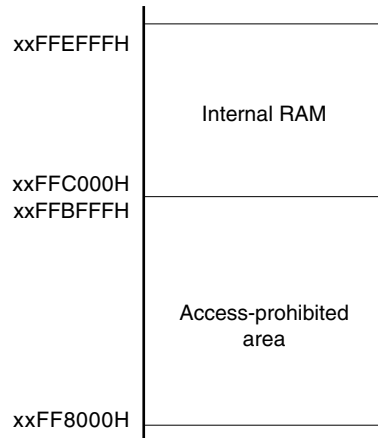 xxFFEFFFH
Internal RAM
xxFFC000H
xxFFBFFFH
Access-prohibited
area
xxFF8000H